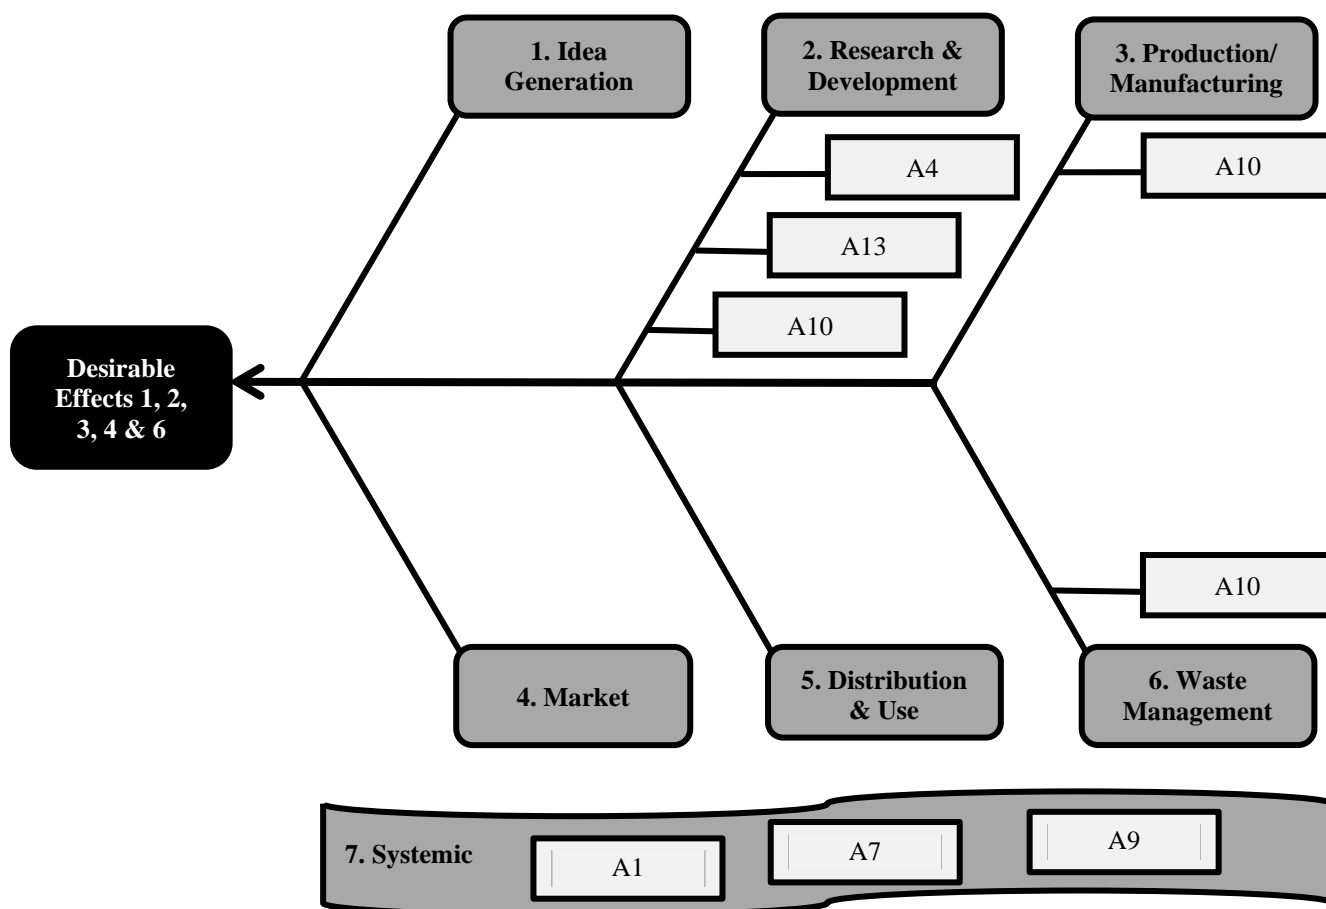 1. Idea
Generation
2. Research &
Development
3. Production/
Manufacturing
A4
A10
A13
A10
Desirable
Effects 1, 2,
3, 4 & 6
A10
4. Market
5. Distribution
& Use
6. Waste
Management
7. Systemic
A1
A7
A9